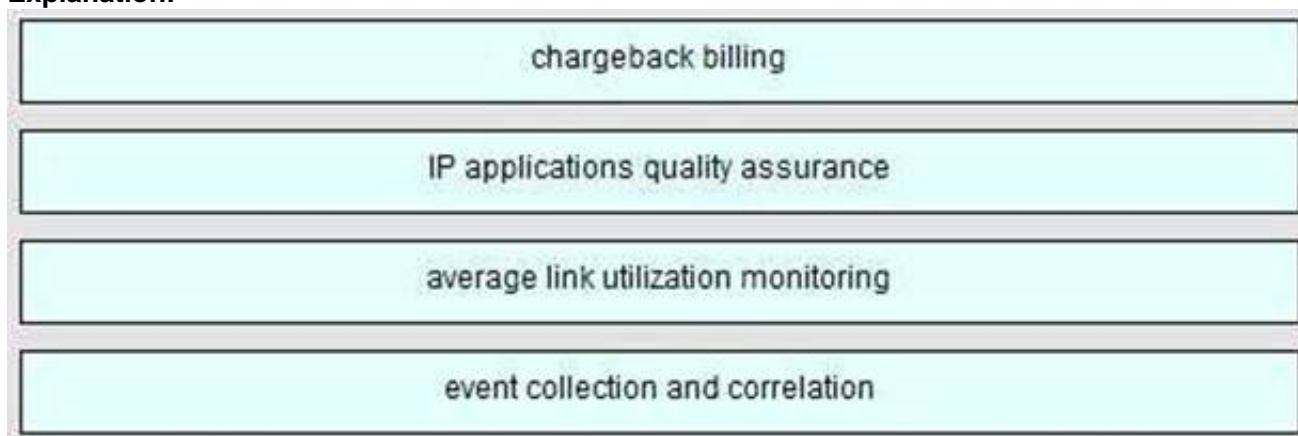 Explanation:
chargeback billing
IP applications quality assurance
average link utilization monitoring
event collection and correlation